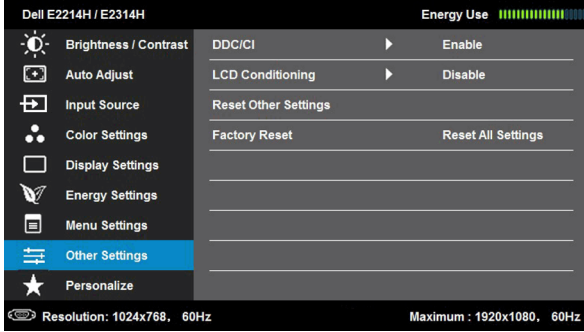 Dell E2214H / E2314H Energy Use
Brightness / Contrast DDC/CI Enable
Auto Adjust LCD Conditioning Disable
Input Source Reset Other Settings
Color Settings Factory Reset Reset All Settings
Display Settings
Energy Settings
Menu Settings
Other Settings
Personalize
Resolution: 1024x768, 60Hz Maximum : 1920x1080, 60Hz